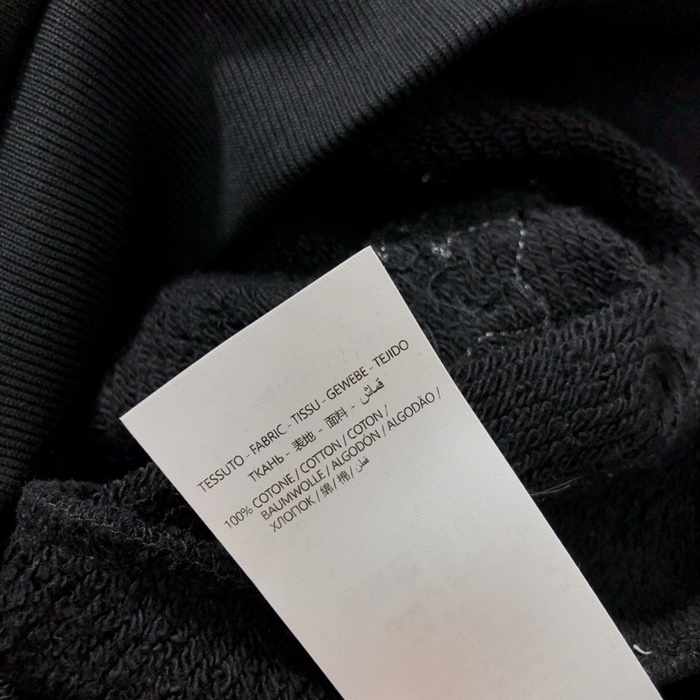 TESSUTO - FABRIC - TISSU - GEWEBE - TEJIDO
ТКАНЬ - 表地 - 面料 - قماش
100% COTONE / COTTON / COTON /
BAUMWOLLE / ALGODON / ALGODÃO /
ХЛОПОК / 綿 / 棉 / قطن